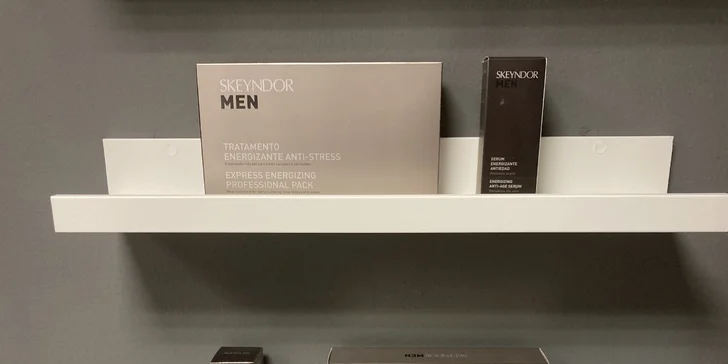 SKEYNDOR
MEN
TRATAMENTO
ENERGIZANTE ANTI-STRESS
EXPRESS ENERGIZING
PROFESSIONAL PACK
SKEYNDOR
MEN
SERUM
ENERGIZANTE
ANTIEDAD
ENERGIZING
ANTI-AGE SERUM
MEN